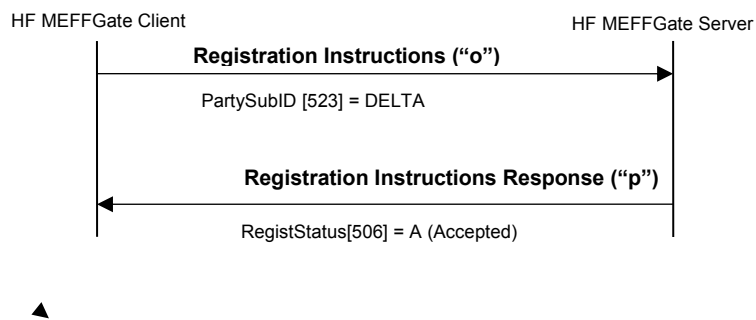 HF MEFFGate Client
HF MEFFGate Server
Registration Instructions (“o”)
PartySubID [523] = DELTA
Registration Instructions Response (“p”)
RegistStatus[506] = A (Accepted)